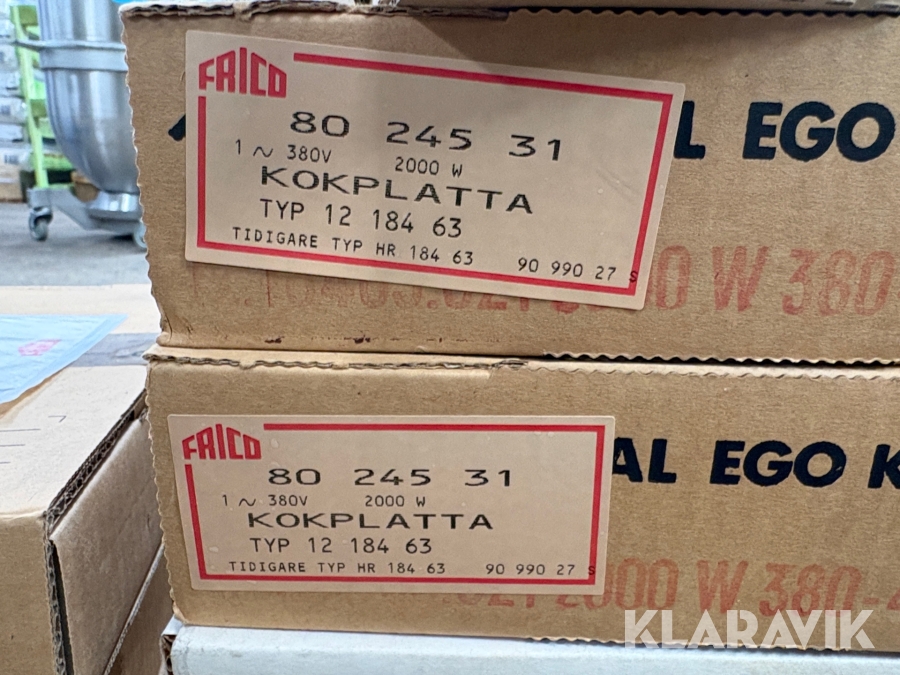 FRICO
80 245 31
1 ~ 380V 2000 W
KOKPLATTA
TYP 12 184 63
TIDIGARE TYP HR 184 63 90 990 27 S
L EGO
W 380-
FRICO
80 245 31
1 ~ 380V 2000 W
KOKPLATTA
TYP 12 184 63
TIDIGARE TYP HR 184 63 90 990 27 S
AL EGO K
2000 W 380-
KLARAVIK